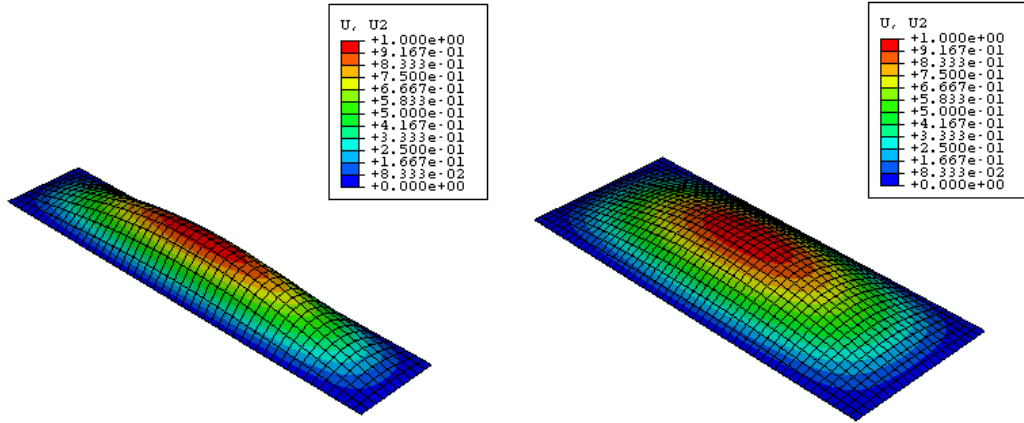 U, U2
+1.000e+00
+9.167e-01
+8.333e-01
+7.500e-01
+6.667e-01
+5.833e-01
+5.000e-01
+4.167e-01
+3.333e-01
+2.500e-01
+1.667e-01
+8.333e-02
+0.000e+00
U, U2
+1.000e+00
+9.167e-01
+8.333e-01
+7.500e-01
+6.667e-01
+5.833e-01
+5.000e-01
+4.167e-01
+3.333e-01
+2.500e-01
+1.667e-01
+8.333e-02
+0.000e+00